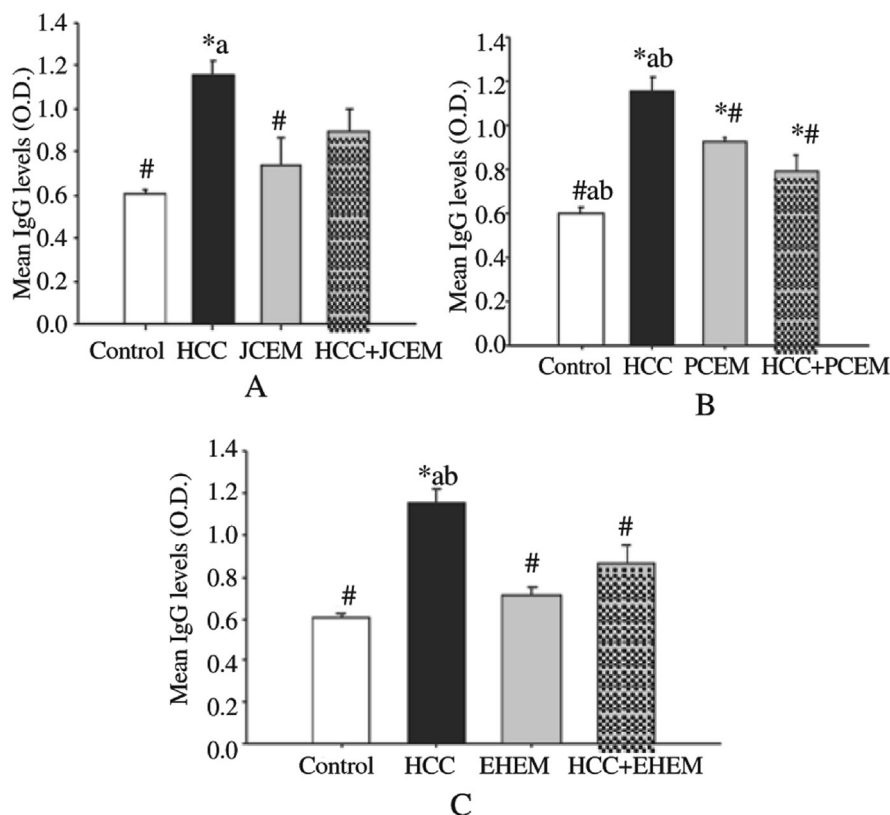 Mean IgG levels (O.D.)
1.4
1.2
1.0
0.8
0.6
0.4
0.2
0.0
#
*a
#
Control HCC JCEM HCC+JCEM
A
Mean IgG levels (O.D.)
1.4
1.2
1.0
0.8
0.6
0.4
0.2
0.0
#ab
*ab
*#
*#
Control HCC PCEM HCC+PCEM
B
Mean IgG levels (O.D.)
1.4
1.2
1.0
0.8
0.6
0.4
0.2
0.0
#
*ab
#
#
Control HCC EHEM HCC+EHEM
C